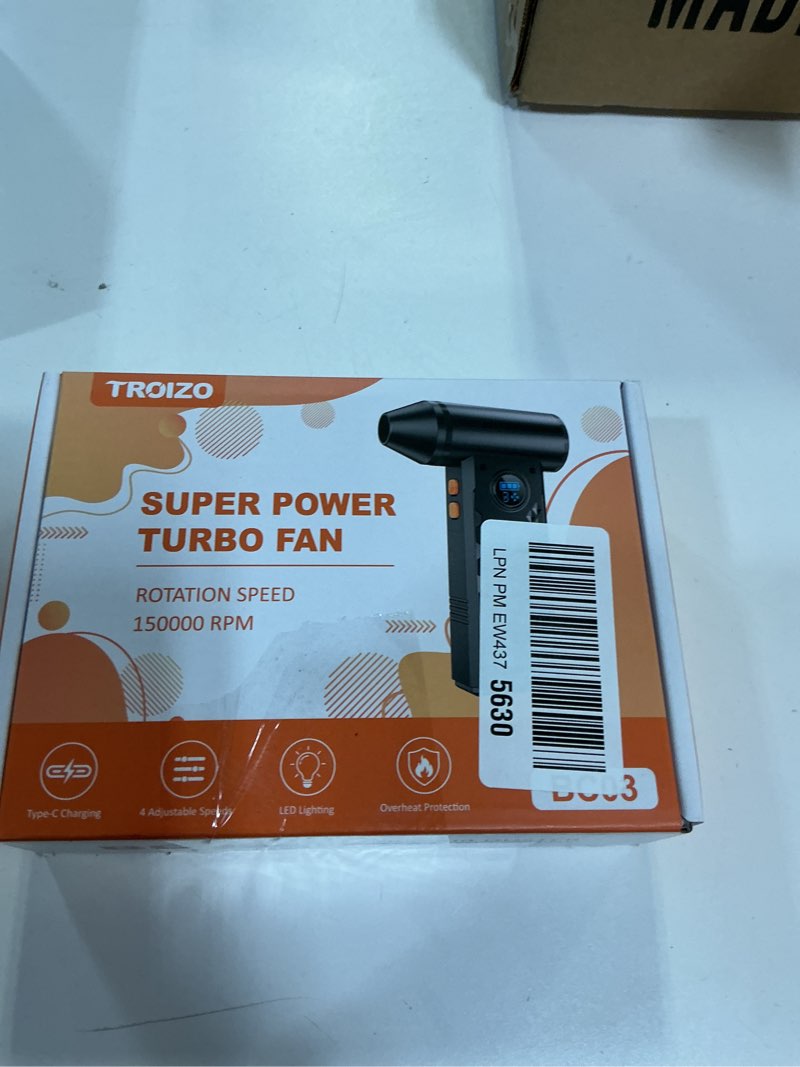 TROIZO
SUPER POWER
TURBO FAN
ROTATION SPEED
150000 RPM
LPN PM EW437 5630
Type-C Charging
4 Adjustable Speeds
LED Lighting
Overheat Protection